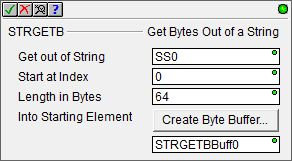 STRGETB Get Bytes Out of a String
Get out of String SS0
Start at Index 0
Length in Bytes 64
Into Starting Element Create Byte Buffer...
STRGETBBuff0